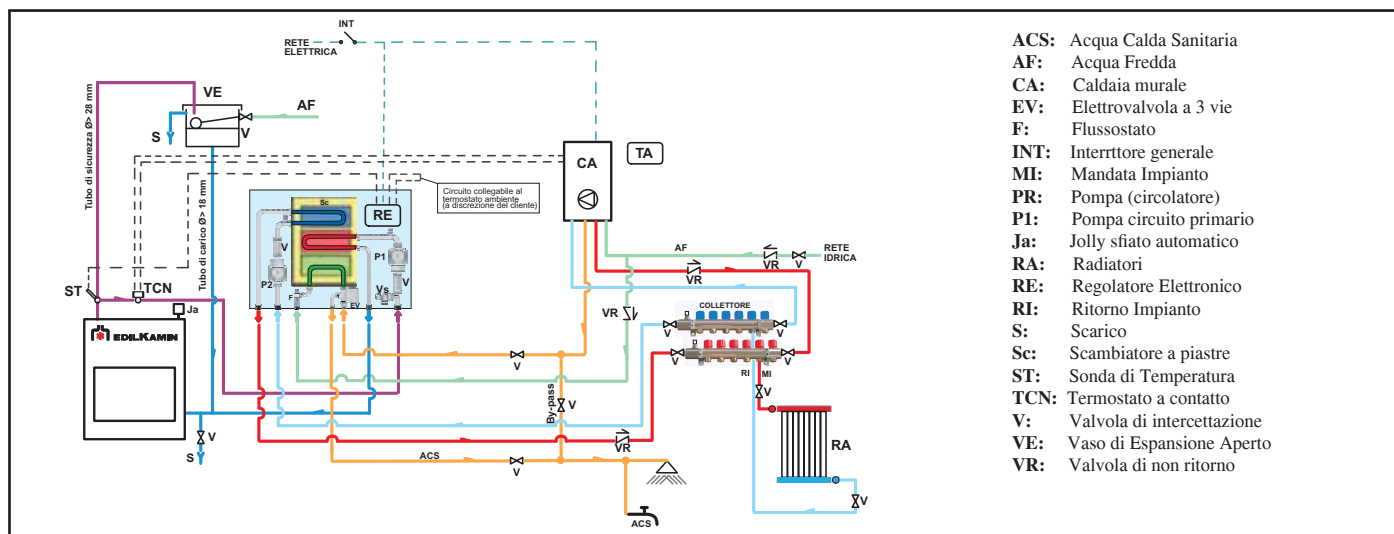 INT
RETE
ELETTRICA
Tubo di sicurezza Ø> 28 mm
VE
AF
S
V
Tubo di carico Ø> 18 mm
CA
TA
Circuito collegabile al
termostato ambiente
(a discrezione del cliente)
Sc
RE
V
P1
P2
V
F
EV
Vs
ST
TCN
Ja
EDILKAMIN
AF
VR
V
RETE
IDRICA
VR
VR
COLLETTORE
V
V
V
V
RI
MI
V
V
By-pass
V
VR
RA
V
S
ACS
V
V
ACS
ACS: Acqua Calda Sanitaria
AF: Acqua Fredda
CA: Caldaia murale
EV: Elettrovalvola a 3 vie
F: Flussostato
INT: Interrttore generale
MI: Mandata Impianto
PR: Pompa (circolatore)
P1: Pompa circuito primario
Ja: Jolly sfiato automatico
RA: Radiatori
RE: Regolatore Elettronico
RI: Ritorno Impianto
S: Scarico
Sc: Scambiatore a piastre
ST: Sonda di Temperatura
TCN: Termostato a contatto
V: Valvola di intercettazione
VE: Vaso di Espansione Aperto
VR: Valvola di non ritorno